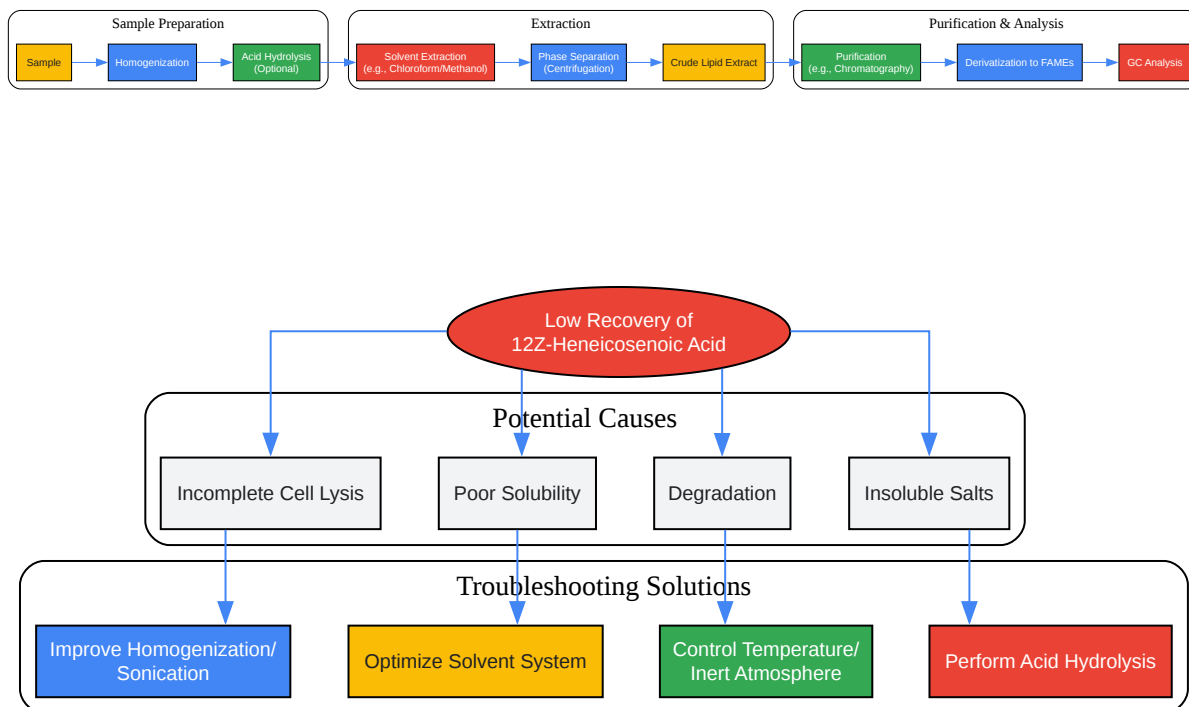 Sample Preparation
Extraction
Purification & Analysis
Sample
Homogenization
Acid Hydrolysis
(Optional)
Solvent Extraction
(e.g., Chloroform/Methanol)
Phase Separation
(Centrifugation)
Crude Lipid Extract
Purification
(e.g., Chromatography)
Derivatization to FAMEs
GC Analysis
Low Recovery of
12Z-Heneicosenoic Acid
Potential Causes
Incomplete Cell Lysis
Poor Solubility
Degradation
Insoluble Salts
Troubleshooting Solutions
Improve Homogenization/
Sonication
Optimize Solvent System
Control Temperature/
Inert Atmosphere
Perform Acid Hydrolysis